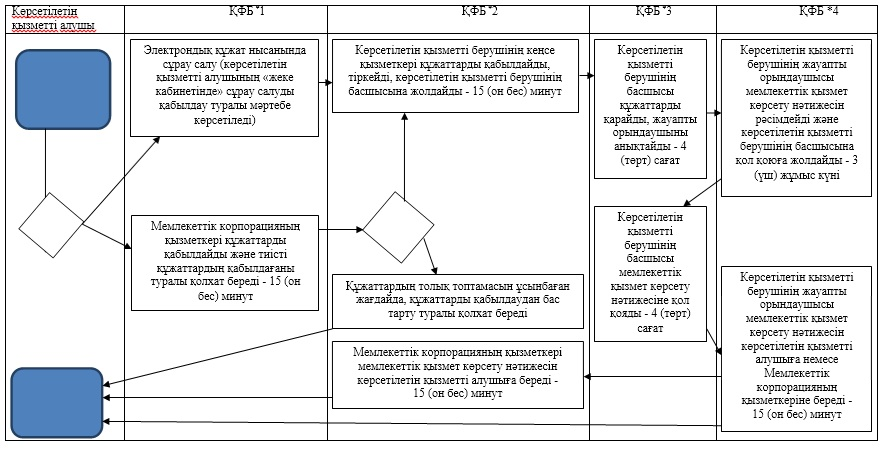 Көрсетілетін
қызметті алушы
ҚФБ *1
ҚФБ *2
ҚФБ *3
ҚФБ *4
Электрондық құжат нысанында
сұрау салу (көрсетілетін
қызметті алушының «жеке
кабинетінде» сұрау салуды
қабылдау туралы мәртебе
көрсетіледі)
Көрсетілетін қызметті берушінің кеңсе
қызметкері құжаттарды қабылдайды,
тіркейді, көрсетілетін қызметті берушінің
басшысына жолдайды - 15 (он бес) минут
Көрсетілетін
қызметті
берушінің
басшысы
құжаттарды
қарайды, жауапты
орындаушыны
анықтайды - 4
(төрт) сағат
Көрсетілетін қызметті
берушінің жауапты
орындаушысы
мемлекеттік қызмет
көрсету нәтижесін
рәсімдейді және
көрсетілетін қызметті
берушінің басшысына
қол қоюға жолдайды - 3
(үш) жұмыс күні
Мемлекеттік корпорацияның
қызметкері құжаттарды
қабылдайды және тиісті
құжаттардың қабылдағаны
туралы қолхат береді - 15 (он
бес) минут
Құжаттардың толық топтамасын ұсынбаған
жағдайда, құжаттарды қабылдаудан бас
тарту туралы қолхат береді
Мемлекеттік корпорацияның қызметкері
мемлекеттік қызмет көрсету нәтижесін
көрсетілетін қызметті алушыға береді -
15 (он бес) минут
Көрсетілетін
қызметті
берушінің
басшысы
мемлекеттік
қызмет көрсету
нәтижесіне қол
қояды - 4 (төрт)
сағат
Көрсетілетін қызметті
берушінің жауапты
орындаушысы
мемлекеттік қызмет
көрсету нәтижесін
көрсетілетін қызметті
алушыға немесе
Мемлекеттік
корпорацияның
қызметкеріне береді -
15 (он бес) минут